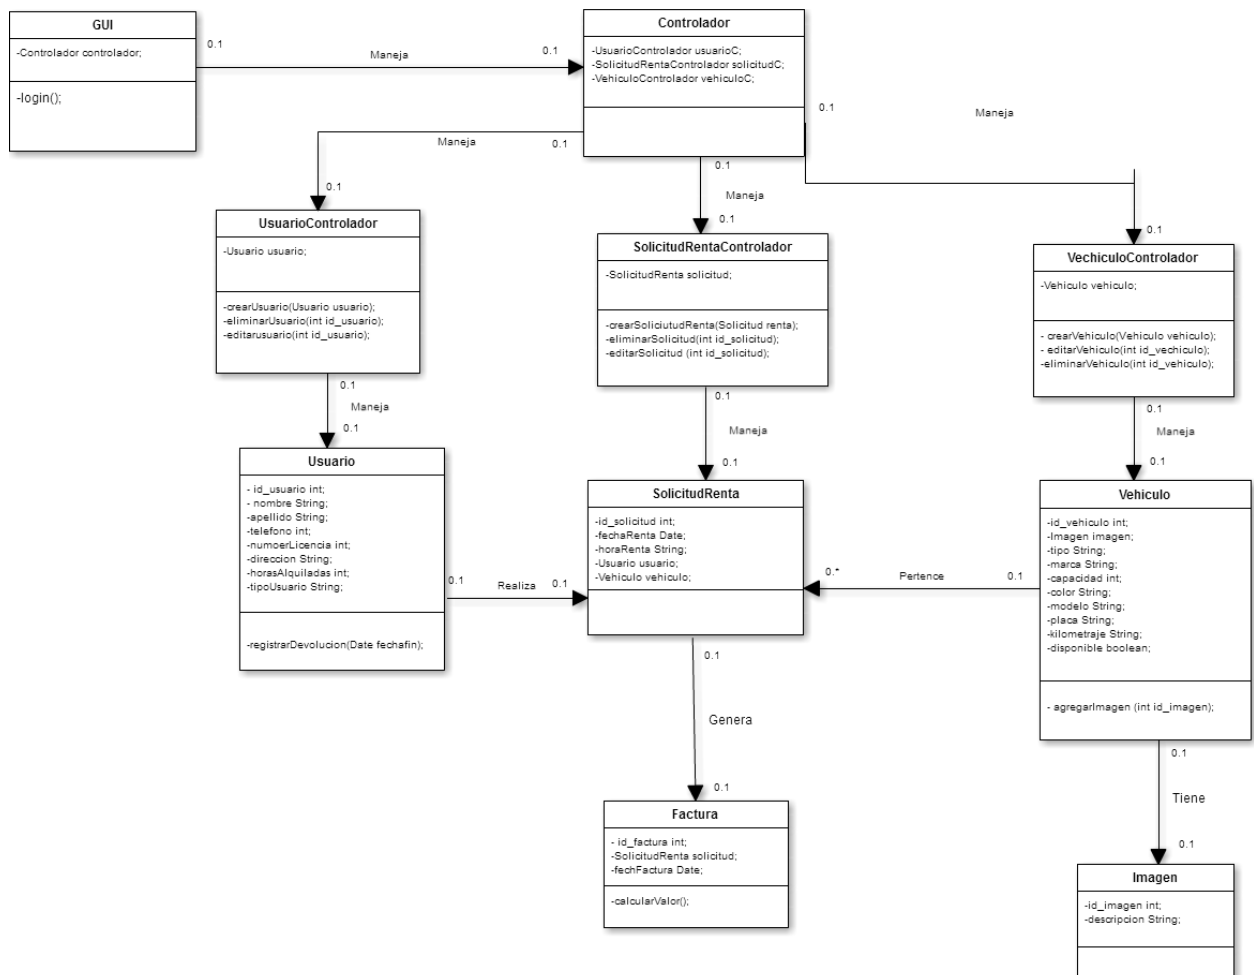 GUI
-Controlador controlador;
-login();
0.1
Maneja
0.1
Controlador
-UsuarioControlador usuarioC;
-SolicitudRentaControlador solicitudC;
-VehiculoControlador vehiculoC;
0.1
Maneja
0.1
Maneja
0.1
0.1
Maneja
0.1
0.1
UsuarioControlador
-Usuario usuario;
-crearUsuario(Usuario usuario);
-eliminarUsuario(int id_usuario);
-editarusuario(int id_usuario);
SolicitudRentaControlador
-SolicitudRenta solicitud;
-crearSoliciutudRenta(Solicitud renta);
-eliminarSolicitud(int id_solicitud);
-editarSolicitud (int id_solicitud);
VechiculoControlador
-Vehiculo vehiculo;
- crearVehiculo(Vehiculo vehiculo);
- editarVehiculo(int id_vechiculo);
-eliminarVehiculo(int id_vehiculo);
0.1
Maneja
0.1
0.1
Maneja
0.1
0.1
Maneja
0.1
Usuario
- id_usuario int;
- nombre String;
-apellido String;
-telefono int;
-numoerLicencia int;
-direccion String;
-horasAlquiladas int;
-tipoUsuario String;
-registrarDevolucion(Date fechafin);
0.1
Realiza
0.1
SolicitudRenta
-id_solicitud int;
-fechaRenta Date;
-horaRenta String;
-Usuario usuario;
-Vehiculo vehiculo;
0.*
Pertence
0.1
Vehiculo
-id_vehiculo int;
-Imagen imagen;
-tipo String;
-marca String;
-capacidad int;
-color String;
-modelo String;
-placa String;
-kilometraje String;
-disponible boolean;
- agregarImagen (int id_imagen);
0.1
Genera
0.1
0.1
Tiene
0.1
Factura
- id_factura int;
-SolicitudRenta solicitud;
-fechFactura Date;
-calcularValor();
Imagen
-id_imagen int;
-descripcion String;